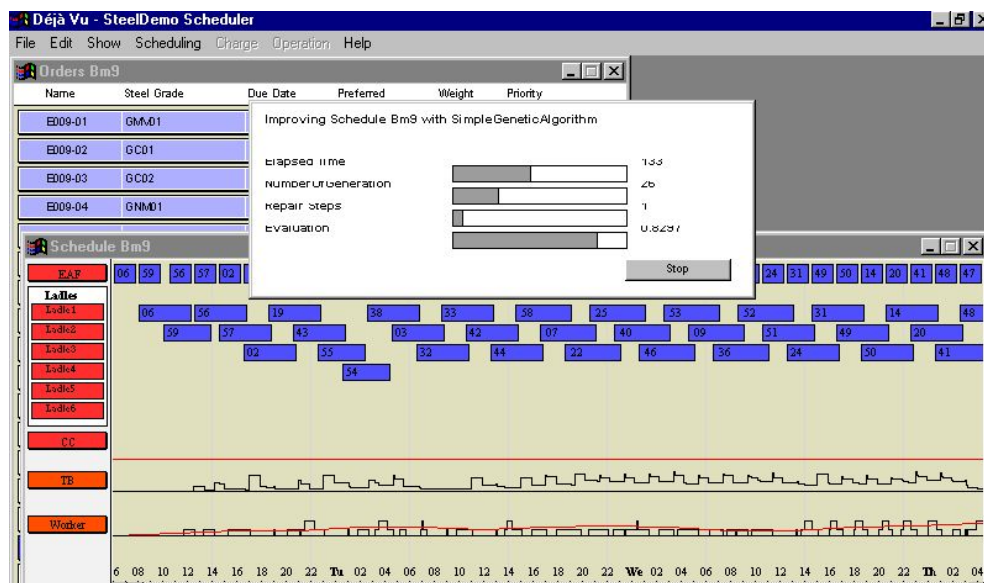 Déjà Vu - SteelDemo Scheduler
File Edit Show Scheduling Charge Operation Help
Orders Bm9
Name Steel Grade Due Date Preferred Weight Priority
E009-01 GMM01
E009-02 GC01
E009-03 GC02
E009-04 GNM01
Improving Schedule Bm9 with SimpleGeneticAlgorithm
Elapsed Time 133
NumberOfGeneration 26
Repair Steps 1
Evaluation 0.8297
Stop
Schedule Bm9
EAF 06 59 56 57 02 24 31 49 50 14 20 41 48 47
Ladles
Ladle1 06 56 19 38 33 58 25 53 52 31 14 48
Ladle2 59 57 43 03 42 07 40 09 51 49 20
Ladle3 02 55 32 44 22 46 36 24 50 41
Ladle4 54
Ladle5
Ladle6
CC
TB
Worker
6 08 10 12 14 16 18 20 22 Tu 02 04 06 08 10 12 14 16 18 20 22 We 02 04 06 08 10 12 14 16 18 20 22 Th 02 04